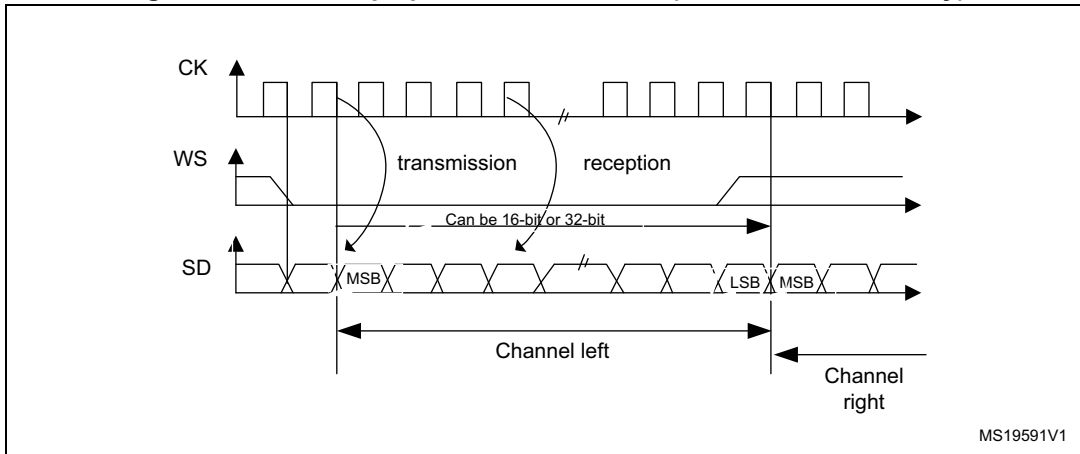 CK
WS
transmission
reception
Can be 16-bit or 32-bit
SD
MSB
LSB
MSB
Channel left
Channel
right
MS19591V1